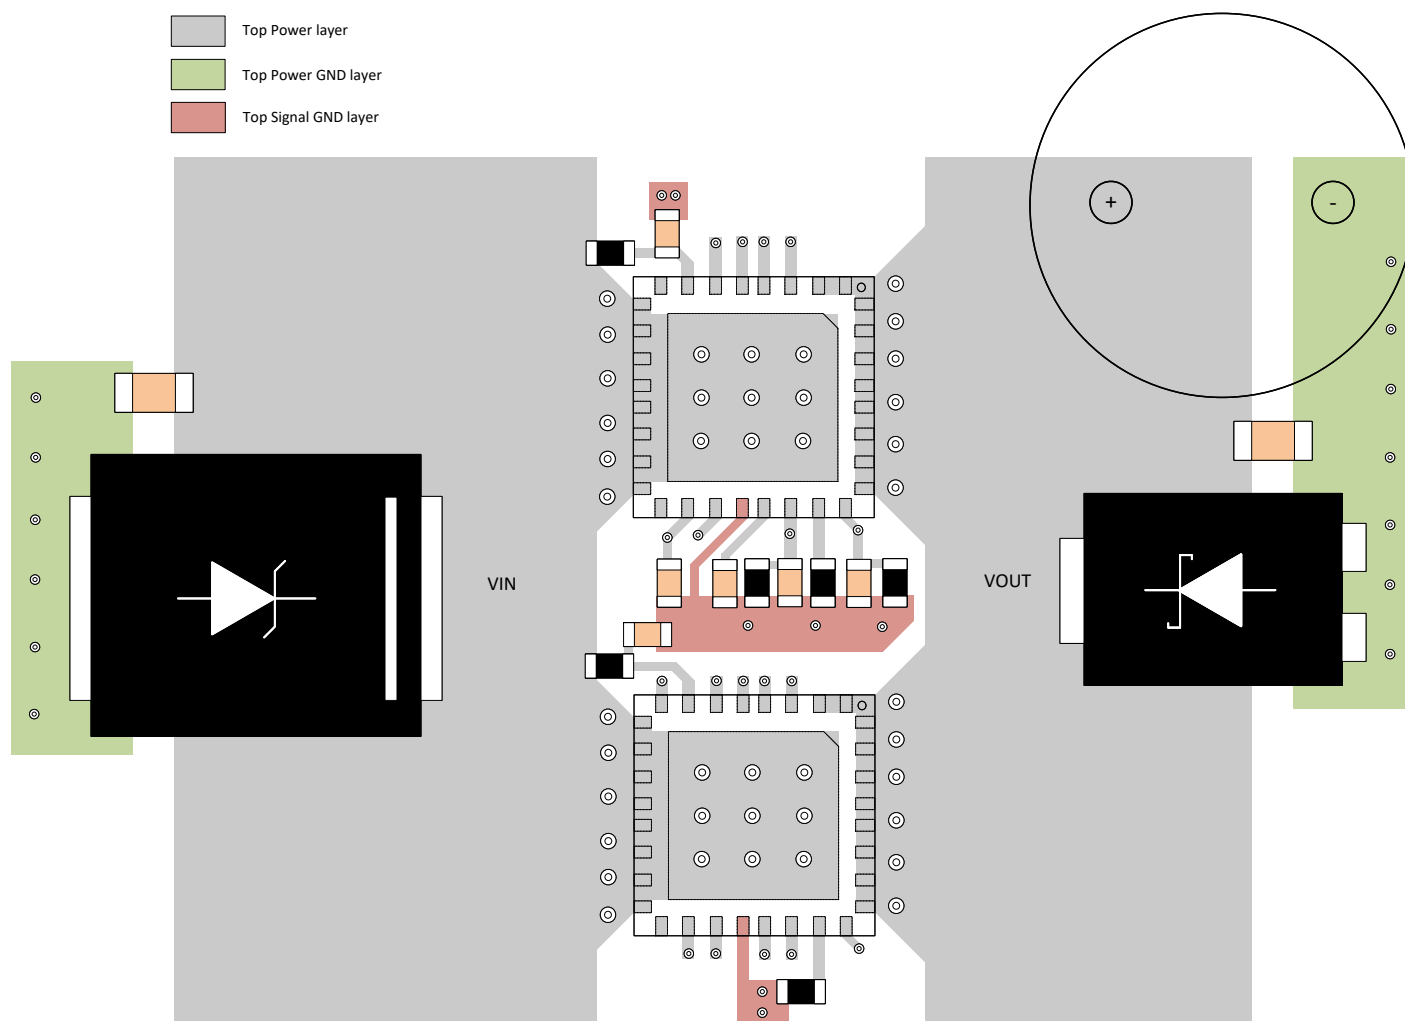 Top Power layer
Top Power GND layer
Top Signal GND layer
+
-
VIN
VOUT